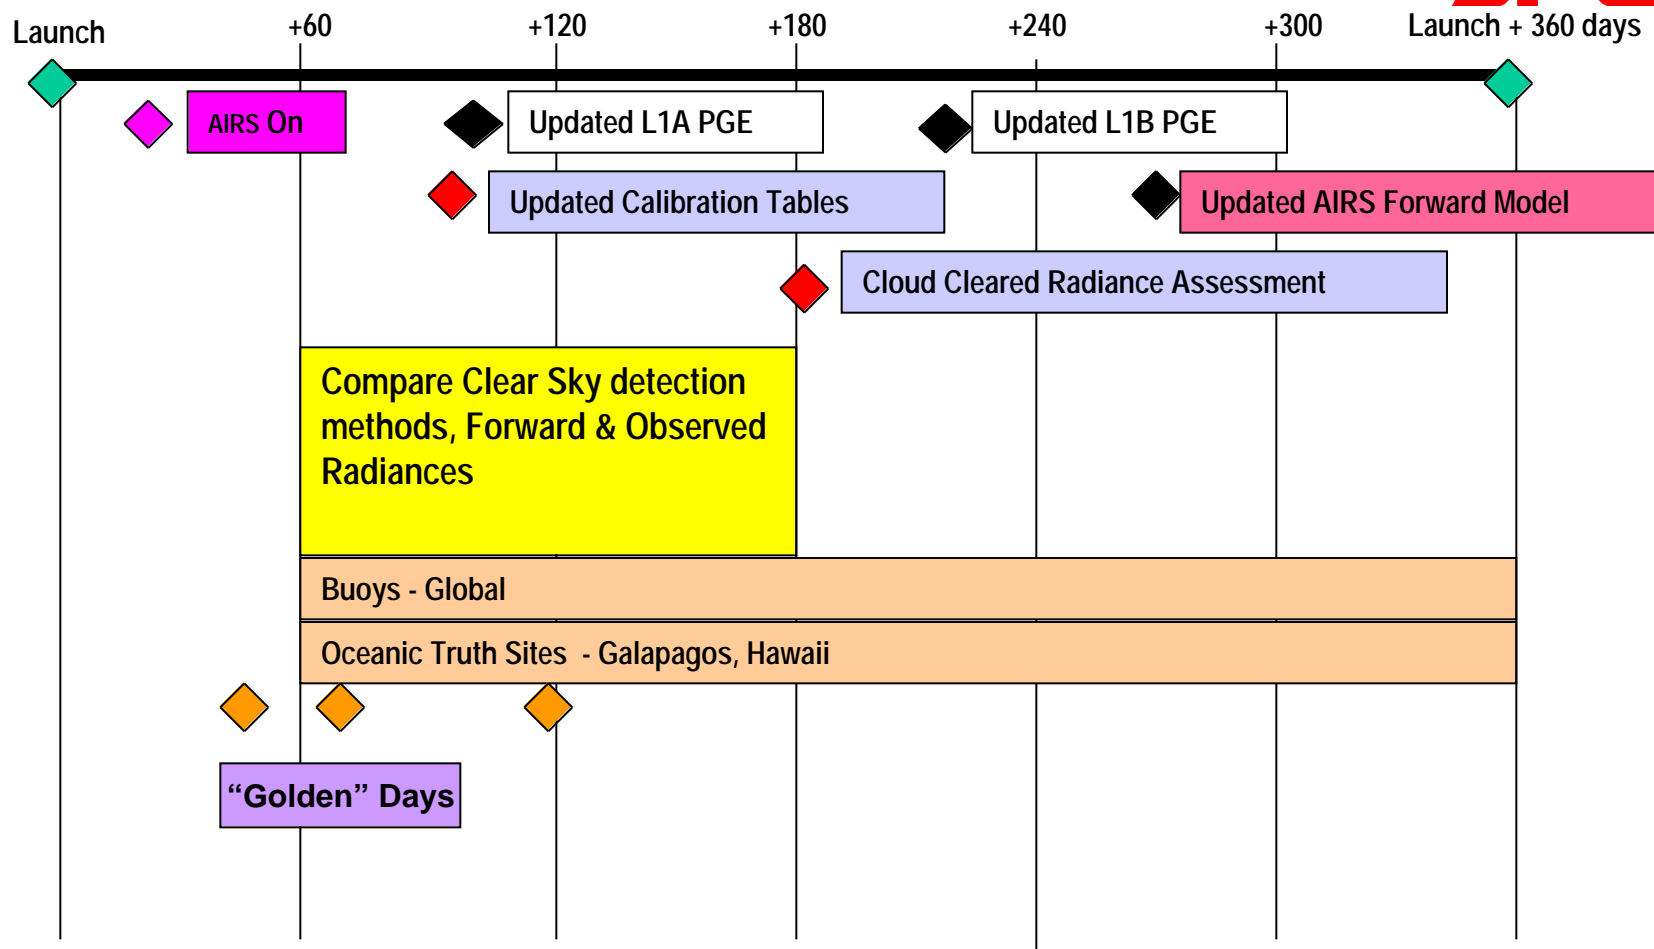 Launch
+60
+120
+180
+240
+300
Launch + 360 days
AIRS On
Updated L1A PGE
Updated L1B PGE
Updated Calibration Tables
Updated AIRS Forward Model
Cloud Cleared Radiance Assessment
Compare Clear Sky detection
methods, Forward & Observed
Radiances
Buoys - Global
Oceanic Truth Sites - Galapagos, Hawaii
“Golden” Days